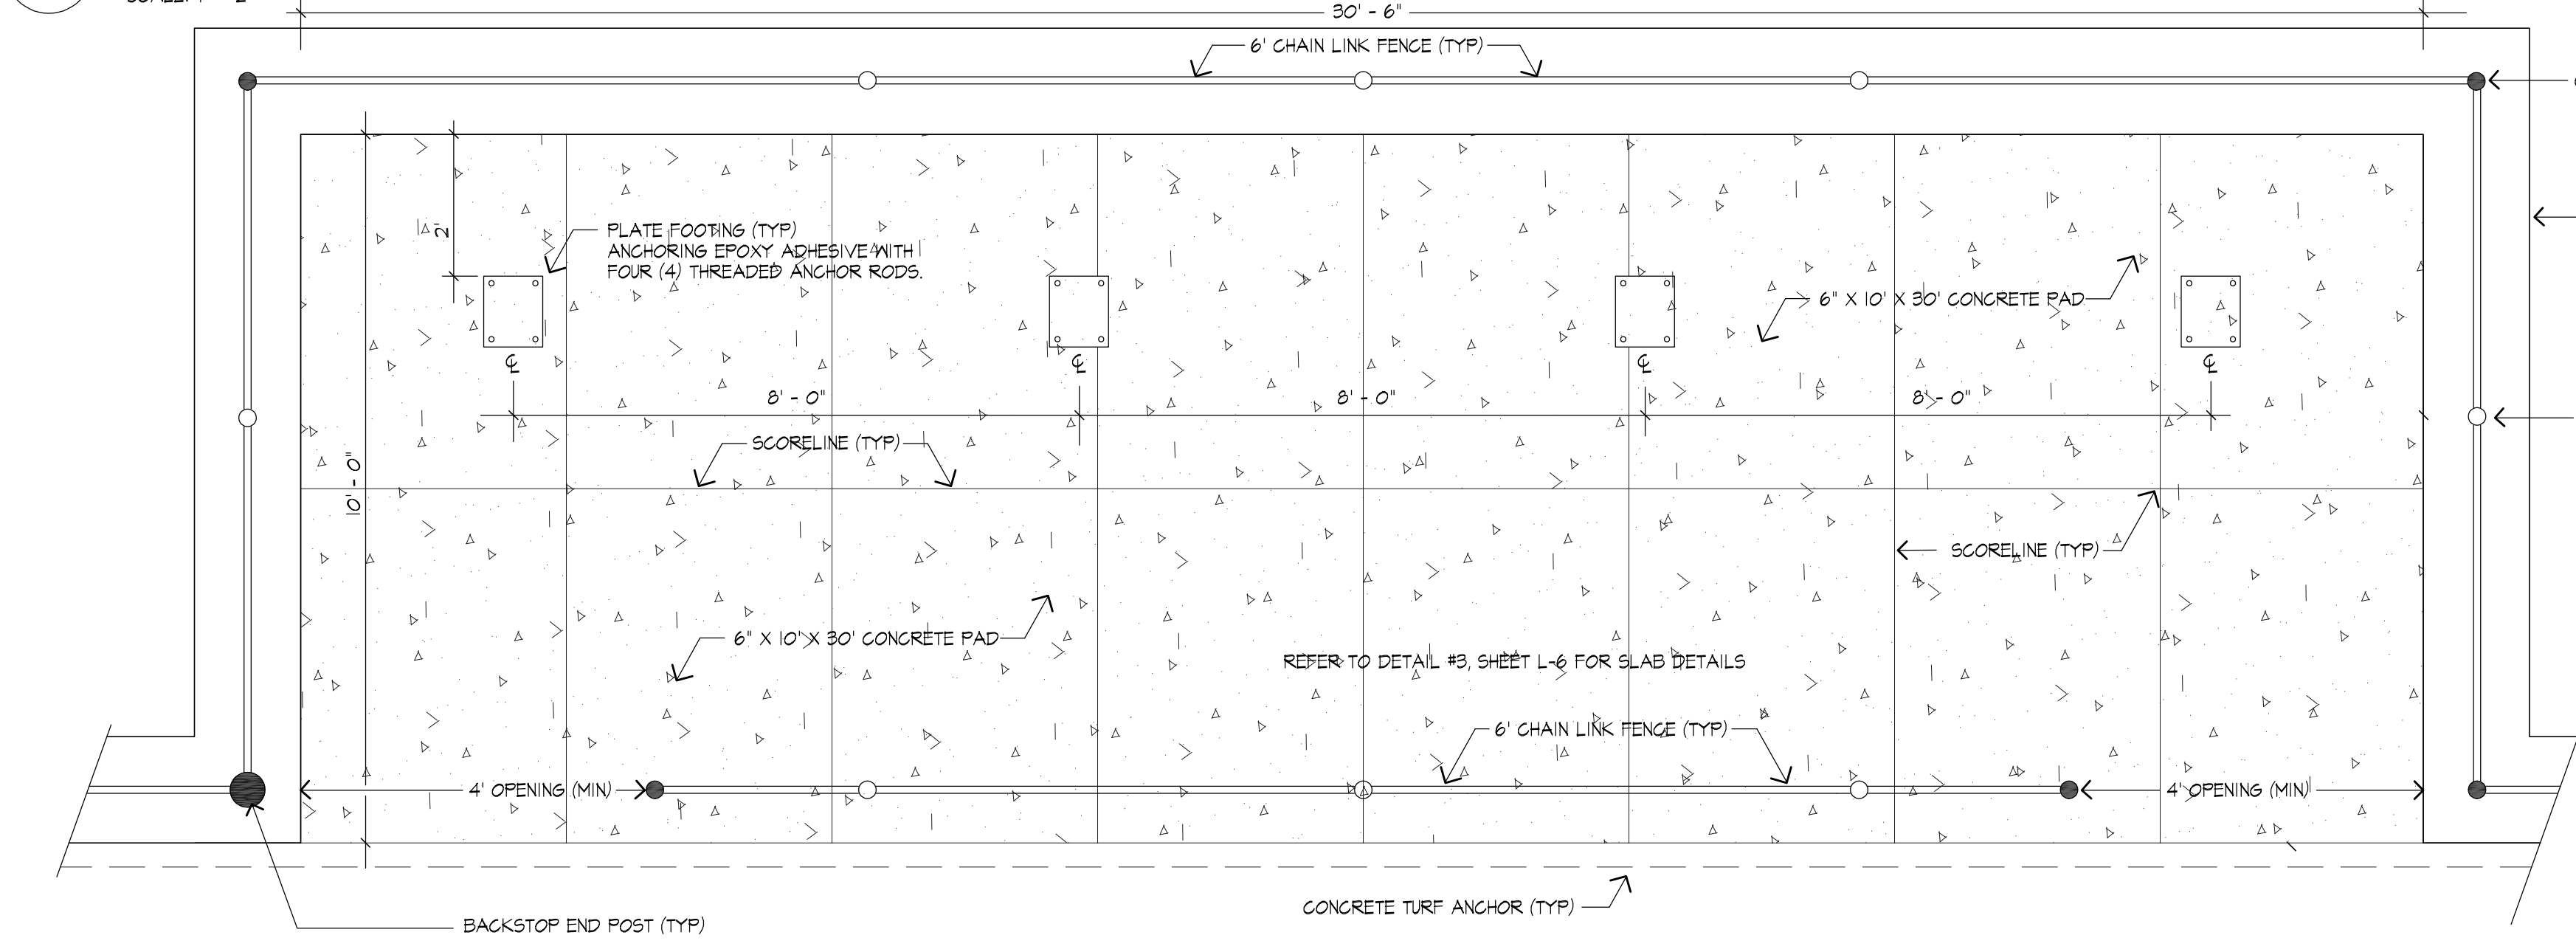 30' - 6"
6' CHAIN LINK FENCE (TYP)
2'
PLATE FOOTING (TYP)
ANCHORING EPOXY ADHESIVE WITH
FOUR (4) THREADED ANCHOR RODS.
6" X 10' X 30' CONCRETE PAD
℄
℄
℄
℄
8' - 0"
8' - 0"
8' - 0"
SCORELINE (TYP)
10' - 0"
SCORELINE (TYP)
6" X 10' X 30' CONCRETE PAD
REFER TO DETAIL #3, SHEET L-6 FOR SLAB DETAILS
6' CHAIN LINK FENCE (TYP)
4' OPENING (MIN)
4' OPENING (MIN)
CONCRETE TURF ANCHOR (TYP)
BACKSTOP END POST (TYP)